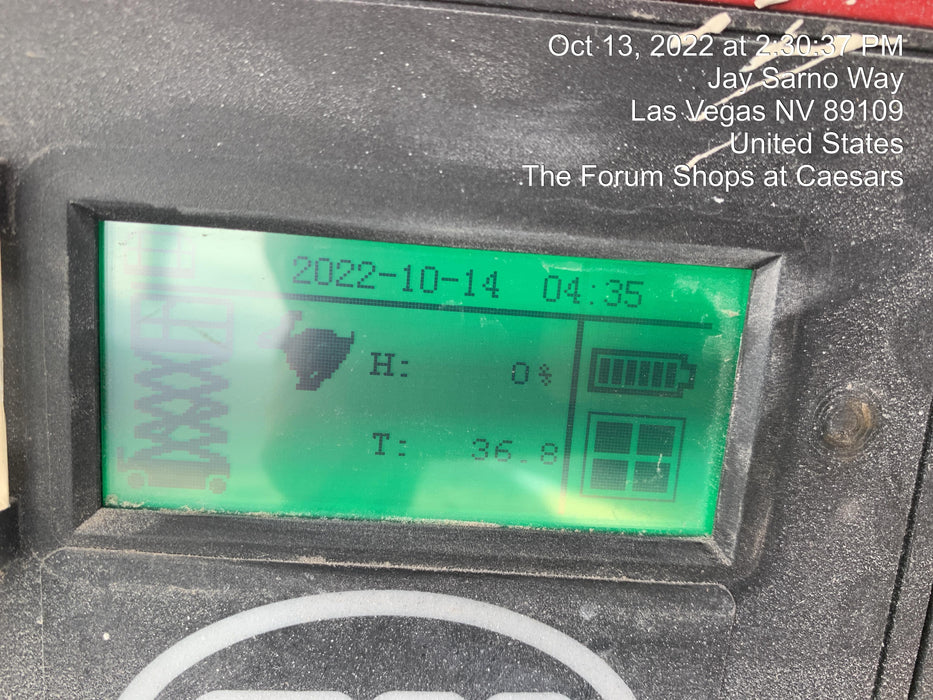 Oct 13, 2022 at 2:30:37 PM
Jay Sarno Way
Las Vegas NV 89109
United States
The Forum Shops at Caesars
2022-10-14 04:35
H: 0%
T: 36.8